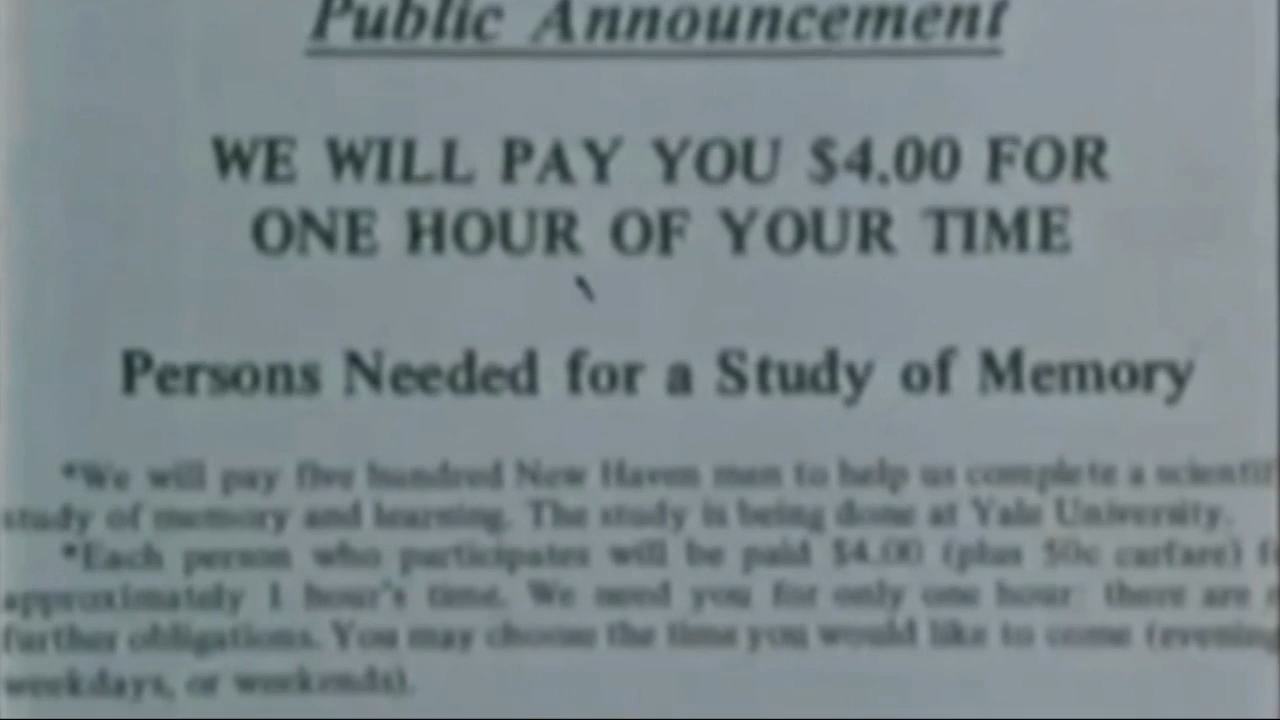 Public Announcement
WE WILL PAY YOU $4.00 FOR
ONE HOUR OF YOUR TIME
Persons Needed for a Study of Memory
*We will pay five hundred New Haven men to help us complete a scientif
study of memory and learning. The study is being done at Yale University.
*Each person who participates will be paid $4.00 (plus 50c carfare) f
approximately 1 hour's time. We need you for only one hour: there are
further obligations. You may choose the time you would like to come (evening
weekdays, or weekends).